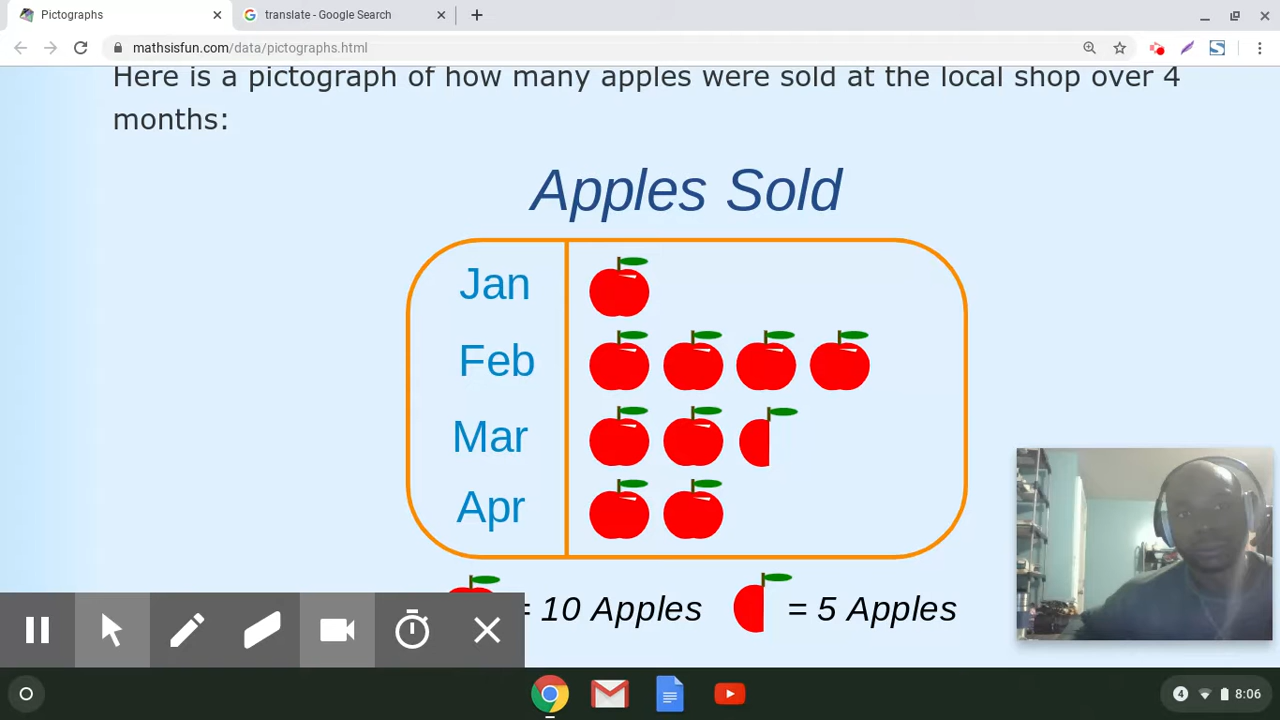 Pictographs
translate - Google Search
mathsisfun.com/data/pictographs.html
Here is a pictograph of how many apples were sold at the local shop over 4
months:
Apples Sold
Jan
Feb
Mar
Apr
= 10 Apples = 5 Apples
4 8:06